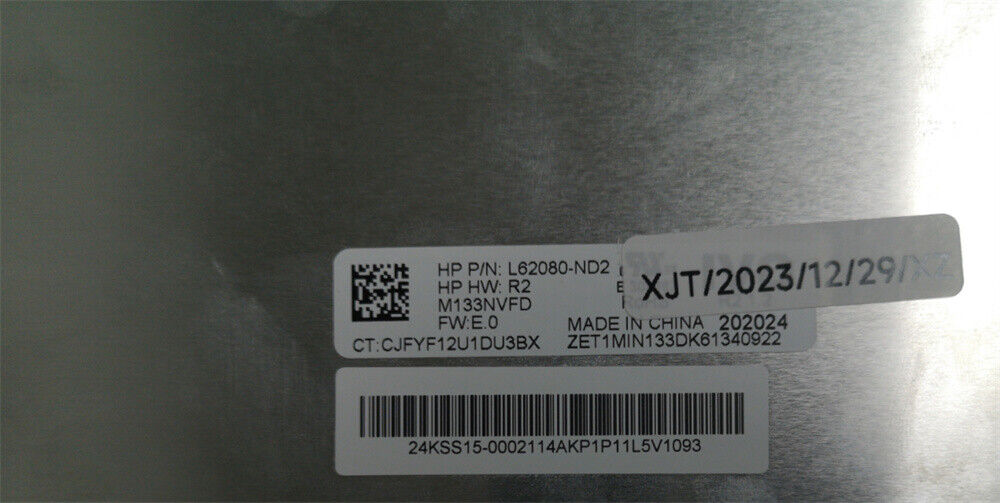 HP P/N: L62080-ND2
HP HW: R2
M133NVFD
FW:E.0
MADE IN CHINA 202024
CT:CJFYF12U1DU3BX ZET1MIN133DK61340922
XJT/2023/12/29/XZ
24KSS15-0002114AKP1P11L5V1093